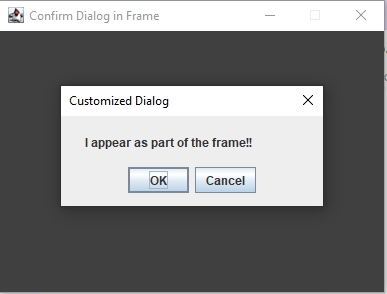 Confirm Dialog in Frame
Customized Dialog
I appear as part of the frame!!
OK Cancel